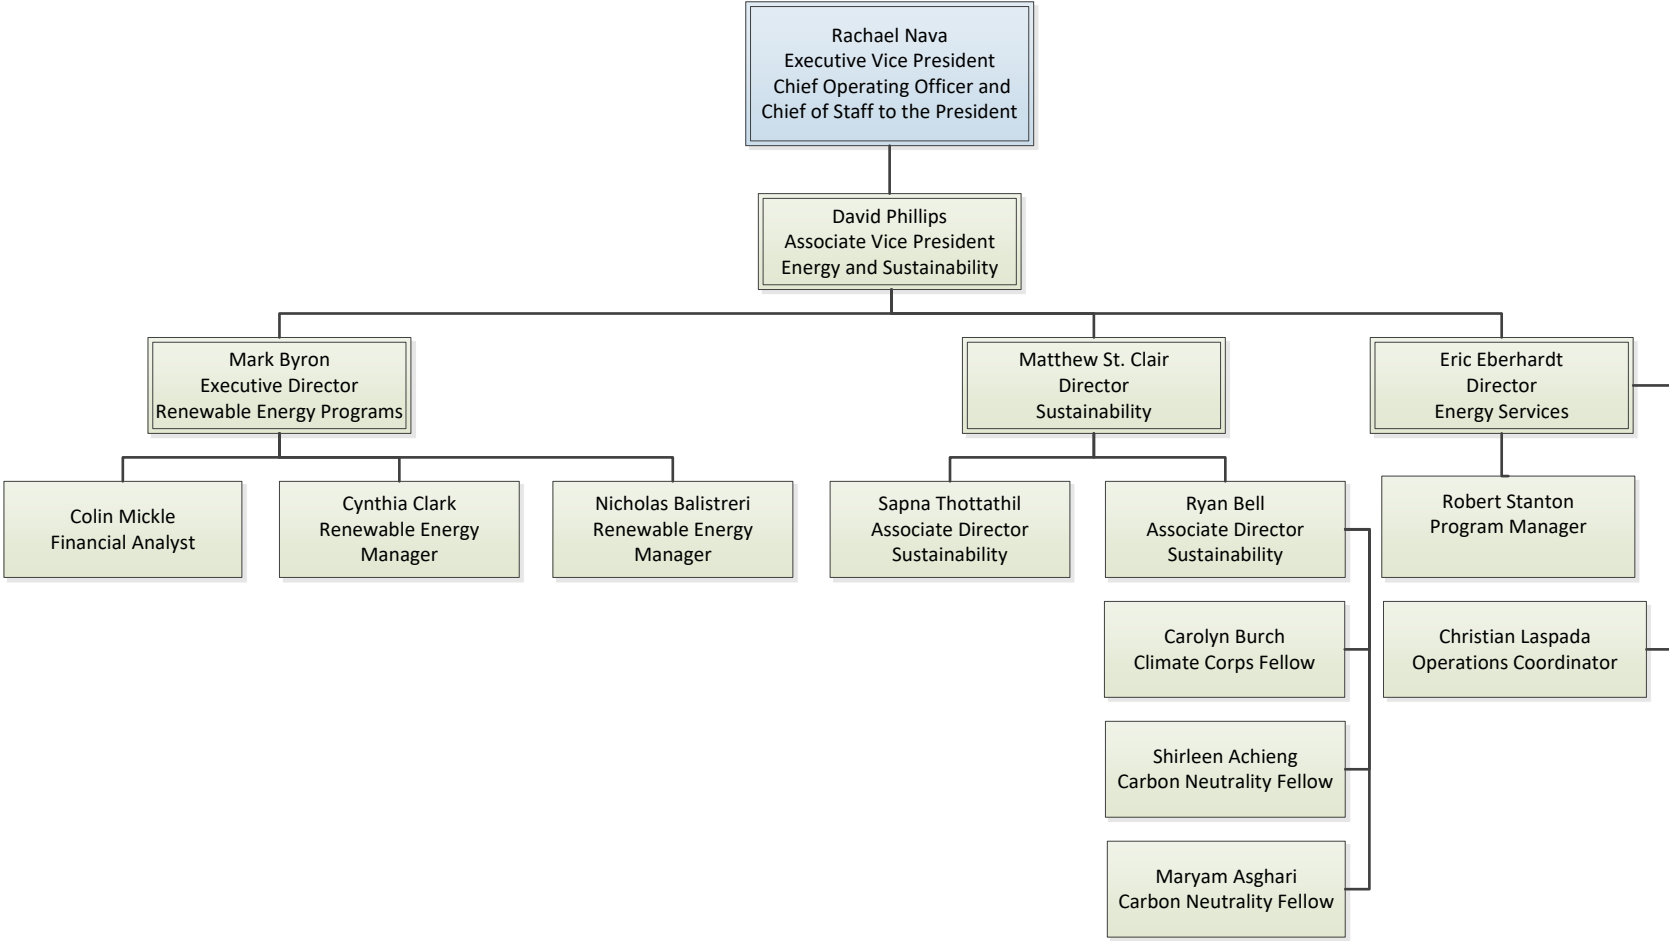 Rachael Nava
Executive Vice President
Chief Operating Officer and
Chief of Staff to the President
David Phillips
Associate Vice President
Energy and Sustainability
Mark Byron
Executive Director
Renewable Energy Programs
Matthew St. Clair
Director
Sustainability
Eric Eberhardt
Director
Energy Services
Colin Mickle
Financial Analyst
Cynthia Clark
Renewable Energy
Manager
Nicholas Balistreri
Renewable Energy
Manager
Sapna Thottathil
Associate Director
Sustainability
Ryan Bell
Associate Director
Sustainability
Robert Stanton
Program Manager
Carolyn Burch
Climate Corps Fellow
Christian Laspada
Operations Coordinator
Shirleen Achieng
Carbon Neutrality Fellow
Maryam Asghari
Carbon Neutrality Fellow